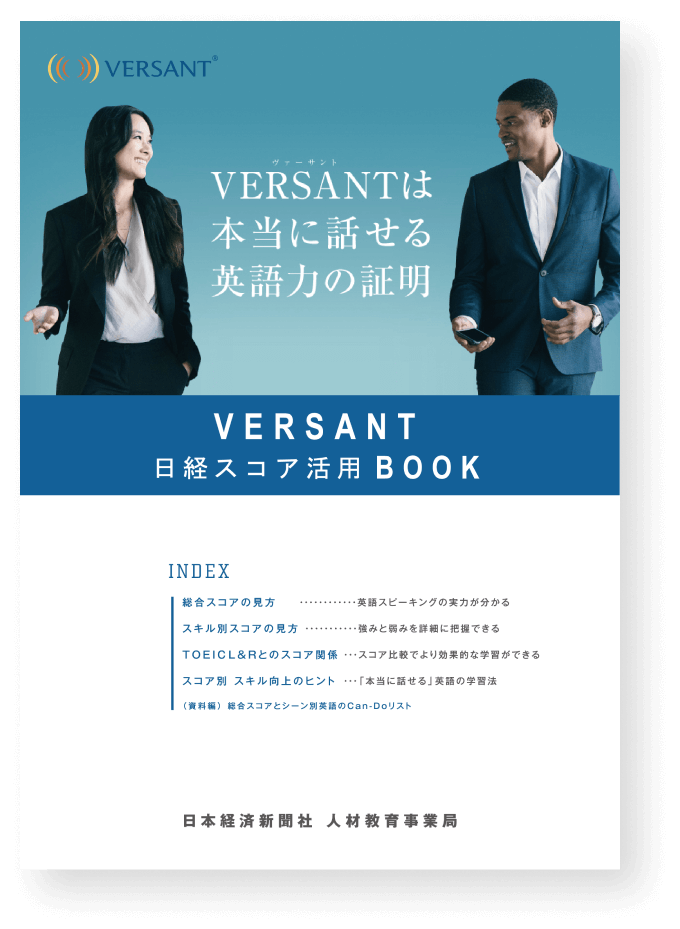 VERSANT®
ヴァーサント
VERSANTは
本当に話せる
英語力の証明
VERSANT
日経スコア活用 BOOK
INDEX
総合スコアの見方 ············英語スピーキングの実力が分かる
スキル別スコアの見方 ···········強みと弱みを詳細に把握できる
TOEICL&Rとのスコア関係 ···スコア比較でより効果的な学習ができる
スコア別 スキル向上のヒント ···「本当に話せる」英語の学習法
（資料編）総合スコアとシーン別英語のCan-Doリスト
日本経済新聞社 人材教育事業局